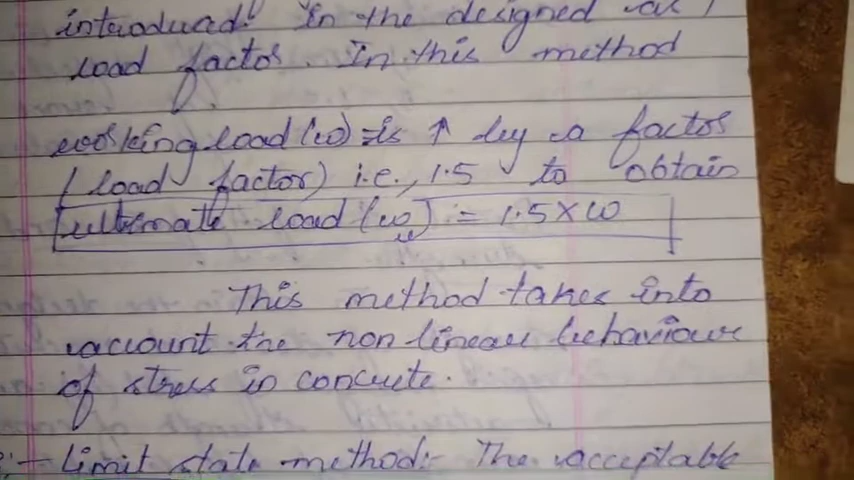 introduced. In the designed as
load factor. In this method
working load (w) is ↑ by a factor
(load factor) i.e., 1.5 to obtain
ultimate load (wu) = 1.5 × w
This method takes into
account the non linear behaviour
of stress in concrete.
:- Limit state method:- The acceptable